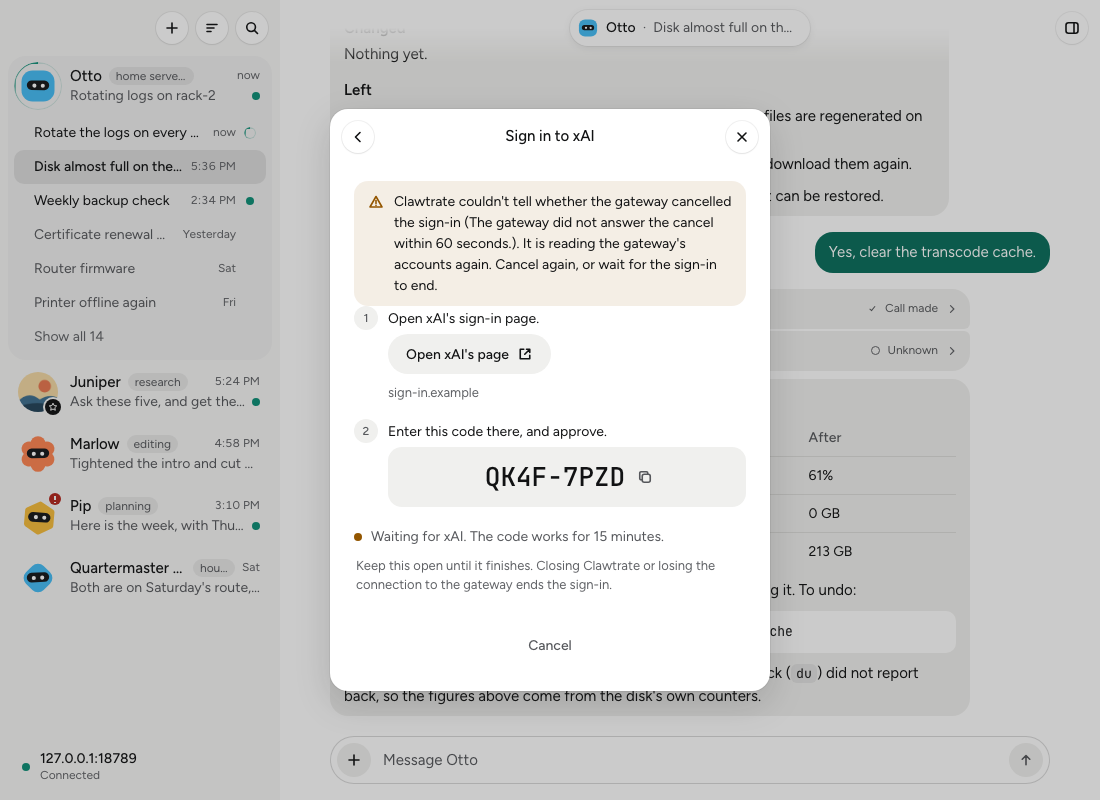 Otto
home serve...
now
Rotating logs on rack-2
Rotate the logs on every ...
now
Disk almost full on the...
5:36 PM
Weekly backup check
2:34 PM
Certificate renewal ...
Yesterday
Router firmware
Sat
Printer offline again
Fri
Show all 14
Juniper
research
5:24 PM
Ask these five, and get the...
Marlow
editing
4:58 PM
Tightened the intro and cut ...
Pip
planning
3:10 PM
Here is the week, with Thu...
Quartermaster ...
hou...
Sat
Both are on Saturday's route,...
127.0.0.1:18789
Connected
Otto · Disk almost full on th...
Changed
Nothing yet.
Left
files are regenerated on
download them again.
can be restored.
Yes, clear the transcode cache.
Call made
Unknown
After
61%
0 GB
213 GB
g it. To undo:
che
ck ( du ) did not report
back, so the figures above come from the disk's own counters.
Message Otto
Sign in to xAI
Clawtrate couldn't tell whether the gateway cancelled
the sign-in (The gateway did not answer the cancel
within 60 seconds.). It is reading the gateway's
accounts again. Cancel again, or wait for the sign-in
to end.
1 Open xAI's sign-in page.
Open xAI's page
sign-in.example
2 Enter this code there, and approve.
QK4F-7PZD
Waiting for xAI. The code works for 15 minutes.
Keep this open until it finishes. Closing Clawtrate or losing the
connection to the gateway ends the sign-in.
Cancel